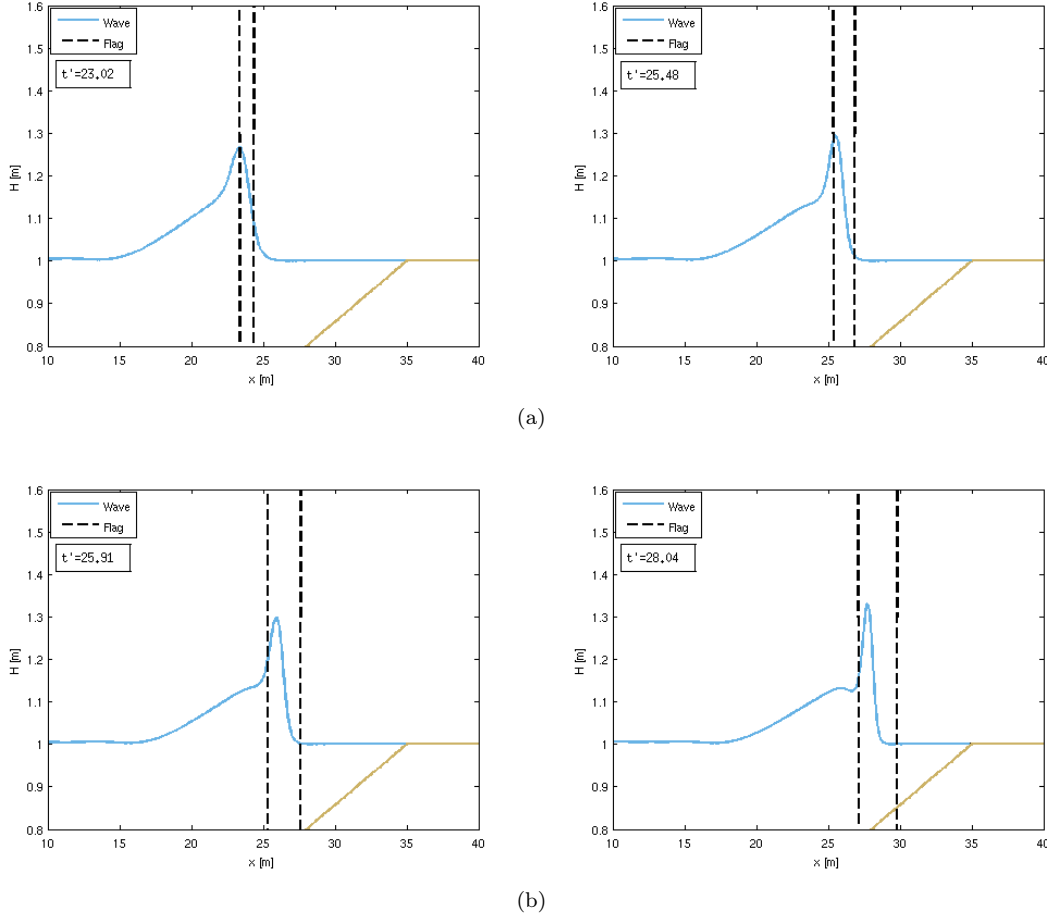 1.6
1.5
1.4
1.3
1.2
1.1
1
0.9
0.8
H [m]
Wave
Flag
t'=23.02
10 15 20 25 30 35 40
x [m]
1.6
1.5
1.4
1.3
1.2
1.1
1
0.9
0.8
H [m]
Wave
Flag
t'=25.48
10 15 20 25 30 35 40
x [m]
(a)
1.6
1.5
1.4
1.3
1.2
1.1
1
0.9
0.8
H [m]
Wave
Flag
t'=25.91
10 15 20 25 30 35 40
x [m]
1.6
1.5
1.4
1.3
1.2
1.1
1
0.9
0.8
H [m]
Wave
Flag
t'=28.04
10 15 20 25 30 35 40
x [m]
(b)